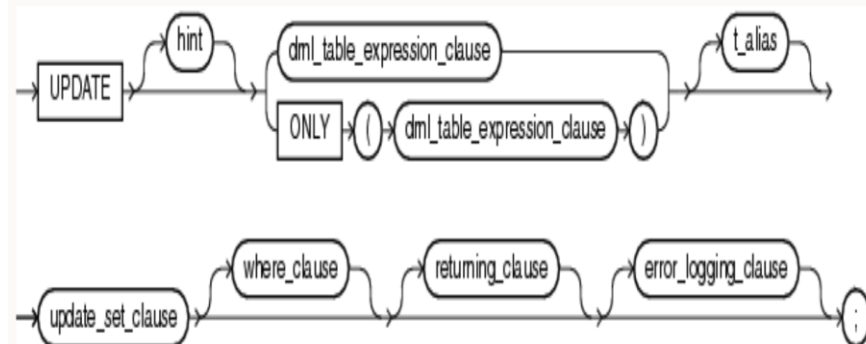 hint
dml_table_expression_clause
t_alias
UPDATE
ONLY ( dml_table_expression_clause )
where_clause
returning_clause
error_logging_clause
update_set_clause
;